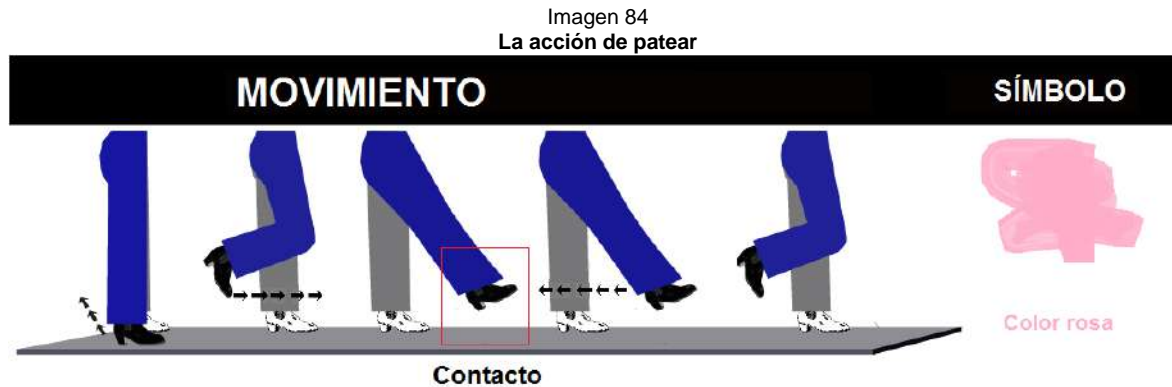 Imagen 84
La acción de patear
MOVIMIENTO
SÍMBOLO
Color rosa
Contacto